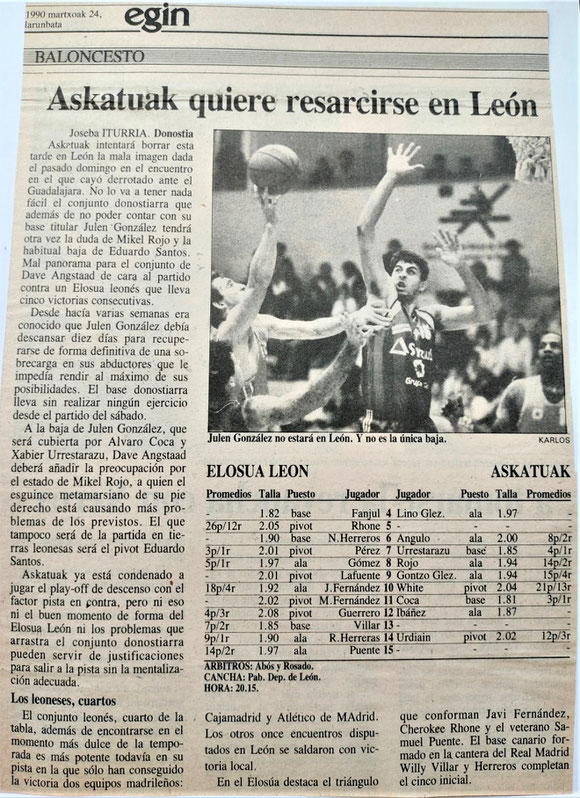 1990 martxoak 24,
larunbata
egin
BALONCESTO
Askatuak quiere resarcirse en León
Joseba ITURRIA. Donostia
Askatuak intentará borrar esta
tarde en León la mala imagen dada
el pasado domingo en el encuentro
en el que cayó derrotado ante el
Guadalajara. No lo va a tener nada
fácil el conjunto donostiarra que
además de no poder contar con su
base titular Julen González tendrá
otra vez la duda de Mikel Rojo y la
habitual baja de Eduardo Santos.
Mal panorama para el conjunto de
Dave Angstaad de cara al partido
contra un Elosua leonés que lleva
cinco victorias consecutivas.
Desde hacía varias semanas era
conocido que Julen González debía
descansar diez días para recupe-
rarse de forma definitiva de una so-
brecarga en sus abductores que le
impedía rendir al máximo de sus
posibilidades. El base donostiarra
lleva sin realizar ningún ejercicio
desde el partido del sábado.
A la baja de Julen González, que
será cubierta por Alvaro Coca y
Xabier Urrestarazu, Dave Angstaad
deberá añadir la preocupación por
el estado de Mikel Rojo, a quien el
esguince metamarsiano de su pie
derecho está causando más pro-
blemas de los previstos. El que
tampoco será de la partida en tie-
rras leonesas será el pivot Eduardo
Santos.
Askatuak ya está condenado a
jugar el play-off de descenso con el
factor pista en contra, pero ni eso
ni el buen momento de forma del
Elosua León ni los problemas que
arrastra el conjunto donostiarra
pueden servir de justificaciones
para salir a la pista sin la mentaliza-
ción adecuada.
Los leoneses, cuartos
El conjunto leonés, cuarto de la
tabla, además de encontrarse en el
momento más dulce de la tempo-
rada es más potente todavía en su
pista en la que sólo han conseguido
la victoria dos equipos madrileños:
Julen González no estará en León. Y no es la única baja.
KARLOS
ELOSUA LEON ASKATUAK
Promedios Talla Puesto Jugador Jugador Puesto Talla Promedios
1.82 base Fanjul 4 Lino Glez. ala 1.97 -
26p/12r 2.05 pivot Rhone 5 - -
- 1.90 base N.Herreros 6 Angulo ala 2.00 8p/2r
3p/1r 2.01 pivot Pérez 7 Urrestarazu base 1.85 4p/1r
5p/1r 1.97 ala Gómez 8 Rojo ala 1.94 14p/2r
- 2.01 pivot Lafuente 9 Gontzo Glez. ala 1.94 15p/4r
18p/4r 1.92 ala J.Fernández 10 White pivot 2.04 21p/13r
- 2.02 pivot M.Fernández 11 Coca base 1.81 3p/1r
4p/3r 2.08 pivot Guerrero 12 Ibáñez ala 1.87 -
7p/2r 1.85 base Villar 13 - -
9p/1r 1.90 ala R.Herreras 14 Urdiain pivot 2.02 12p/3r
14p/2r 1.97 ala Puente 15 -
ARBITROS: Abós y Rosado.
CANCHA: Pab. Dep. de León.
HORA: 20.15.
Cajamadrid y Atlético de MAdrid.
Los otros once encuentros dispu-
tados en León se saldaron con vic-
toria local.
En el Elosúa destaca el triángulo
que conforman Javi Fernández,
Cherokee Rhone y el veterano Sa-
muel Puente. El base canario for-
mado en la cantera del Real Madrid
Willy Villar y Herreros completan
el cinco inicial.